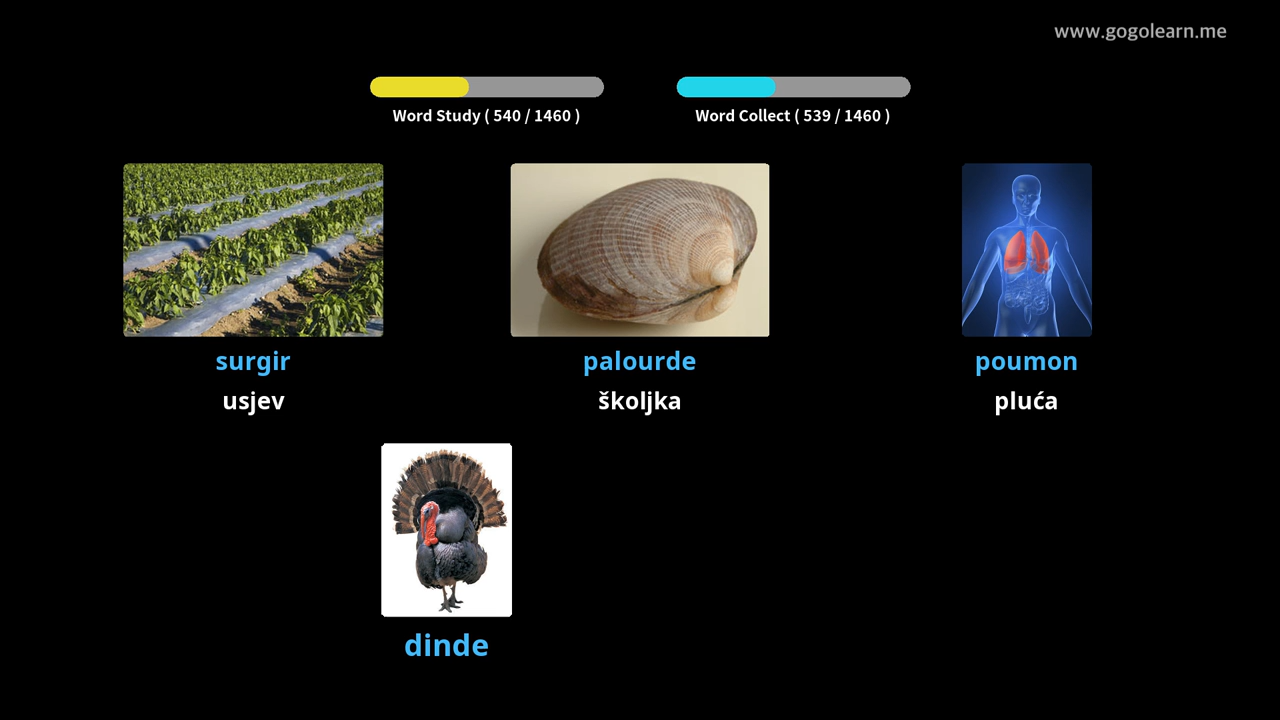 www.gogolearn.me
Word Study ( 540 / 1460 )
Word Collect ( 539 / 1460 )
surgir
palourde
poumon
usjev
školjka
pluća
dinde